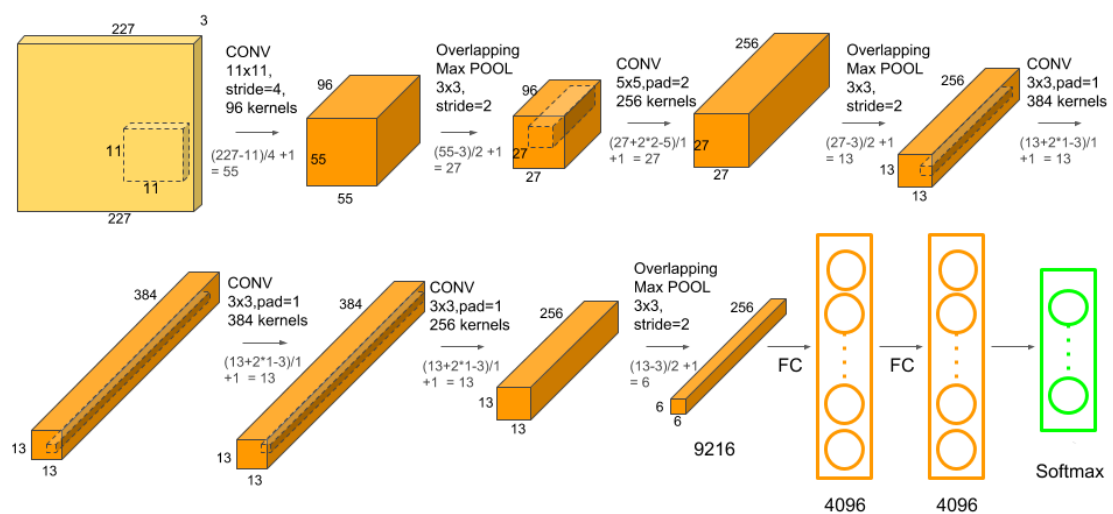 227
3
CONV
11x11,
stride=4,
96 kernels
(227-11)/4 +1
= 55
11
11
227
96
55
55
Overlapping
Max POOL
3x3,
stride=2
(55-3)/2 +1
= 27
96
27
27
CONV
5x5,pad=2
256 kernels
(27+2*2-5)/1
+1 = 27
256
27
27
Overlapping
Max POOL
3x3,
stride=2
(27-3)/2 +1
= 13
256
13
13
CONV
3x3,pad=1
384 kernels
(13+2*1-3)/1
+1 = 13
384
13
13
CONV
3x3,pad=1
384 kernels
(13+2*1-3)/1
+1 = 13
384
13
13
CONV
3x3,pad=1
256 kernels
(13+2*1-3)/1
+1 = 13
256
13
13
Overlapping
Max POOL
3x3,
stride=2
(13-3)/2 +1
= 6
256
6
6
9216
FC
4096
FC
4096
Softmax